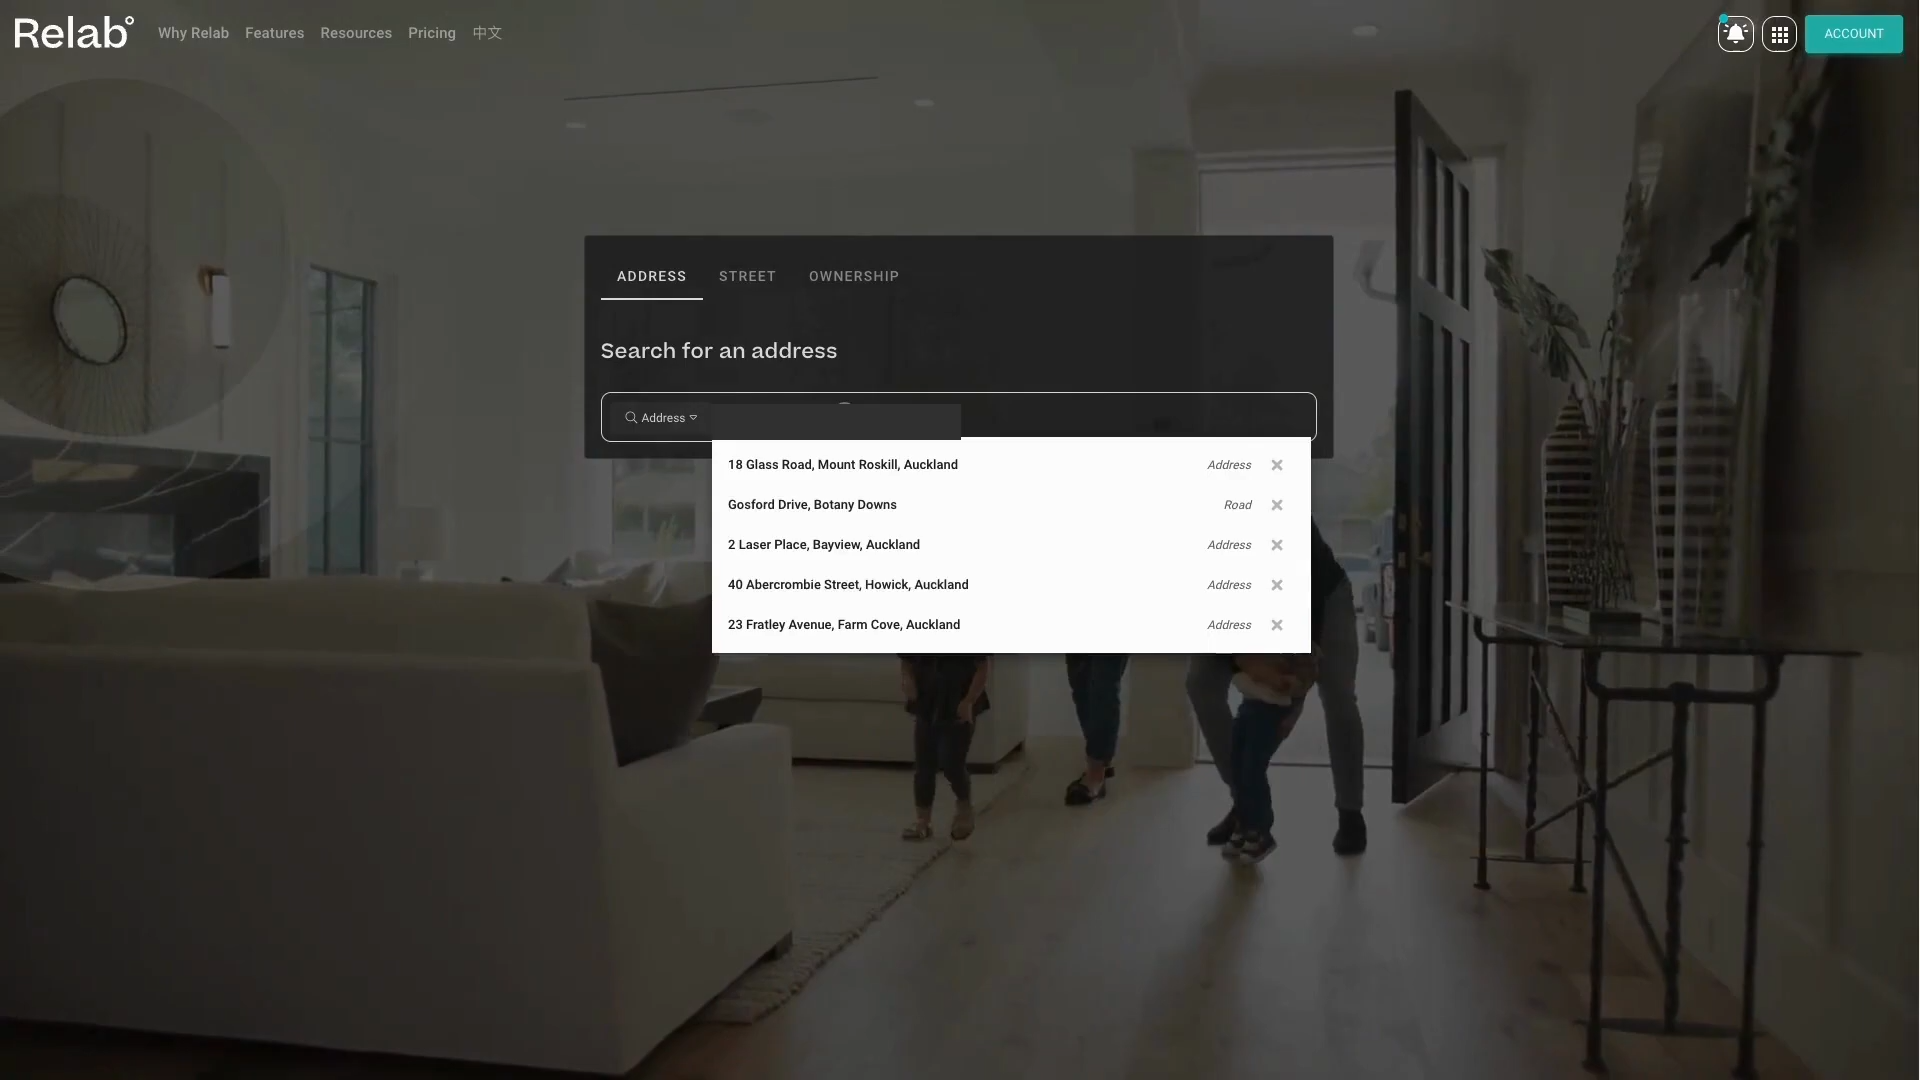 Relab°
Why Relab Features Resources Pricing 中文
ACCOUNT
ADDRESS STREET OWNERSHIP
Search for an address
Address
18 Glass Road, Mount Roskill, Auckland Address
Gosford Drive, Botany Downs Road
2 Laser Place, Bayview, Auckland Address
40 Abercrombie Street, Howick, Auckland Address
23 Fratley Avenue, Farm Cove, Auckland Address